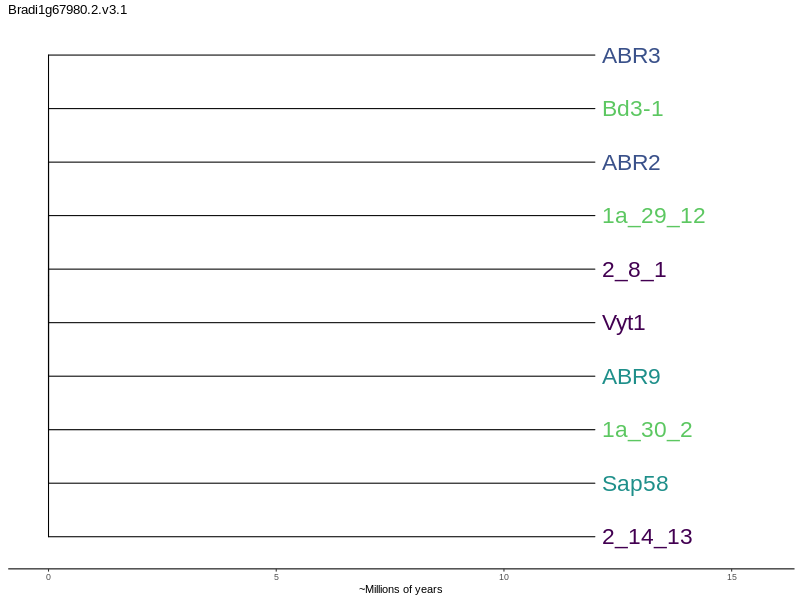 Bradi1g67980.2.v3.1
ABR3
Bd3-1
ABR2
1a_29_12
2_8_1
Vyt1
ABR9
1a_30_2
Sap58
2_14_13
0 5 10 15
~Millions of years